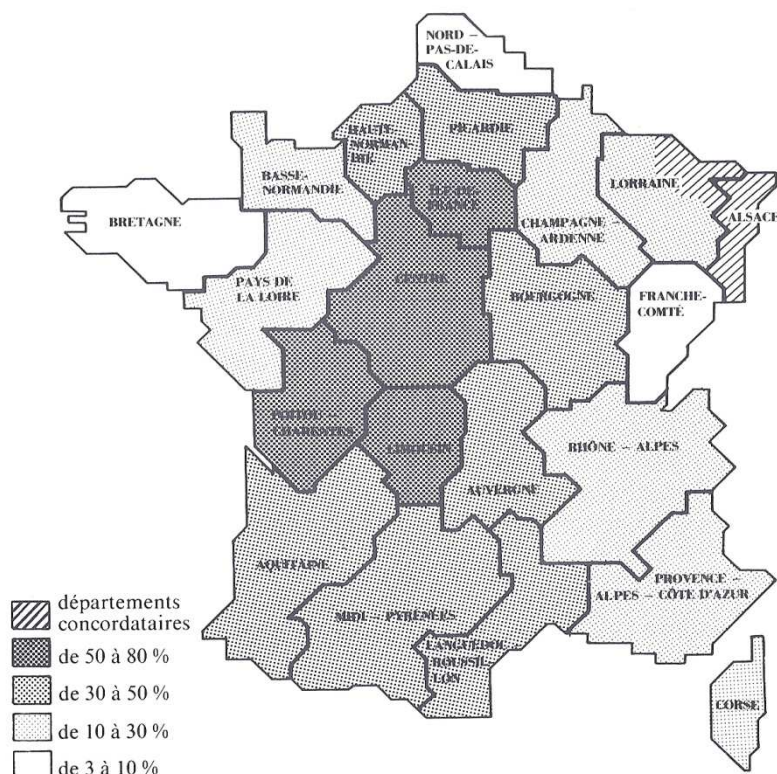 NORD –
PAS-DE-
CALAIS
PICARDIE
HAUTE
NORMAN-
DIE
BASSE-
NORMANDIE
ÎLE-DE-
FRANCE
LORRAINE
ALSACE
CHAMPAGNE –
ARDENNE
BRETAGNE
PAYS DE
LA LOIRE
CENTRE
BOURGOGNE
FRANCHE-
COMTÉ
POITOU –
CHARENTES
LIMOUSIN
RHÔNE – ALPES
AUVERGNE
AQUITAINE
MIDI – PYRÉNÉES
LANGUEDOC
ROUSSIL-
LON
PROVENCE –
ALPES – CÔTE D'AZUR
CORSE
départements
concordataires
de 50 à 80 %
de 30 à 50 %
de 10 à 30 %
de 3 à 10 %